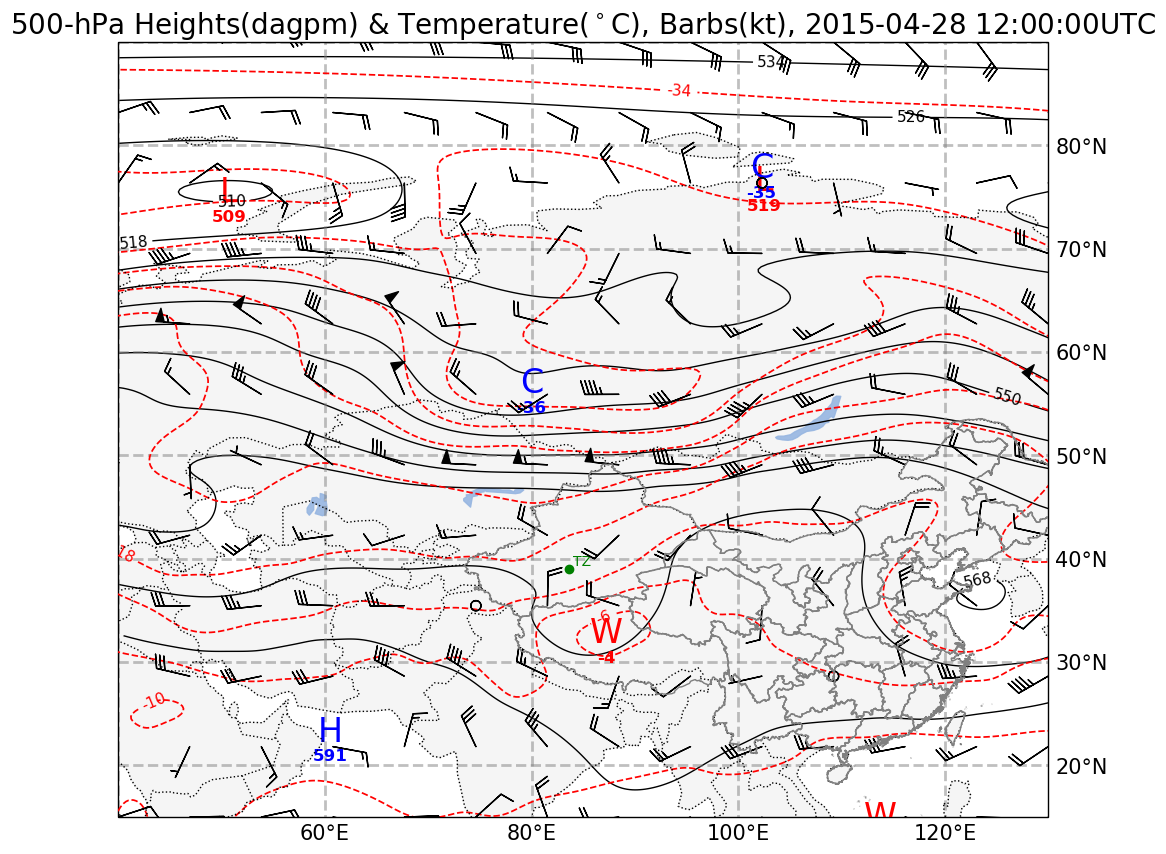 500-hPa Heights(dagpm) & Temperature(°C), Barbs(kt), 2015-04-28 12:00:00UTC
534
-34
526
80°N
C
L
-35
519
L
510
509
518
70°N
60°N
C
-36
550
50°N
-18
TZ
40°N
568
-6
W
-4
30°N
-10
H
591
20°N
W
60°E
80°E
100°E
120°E